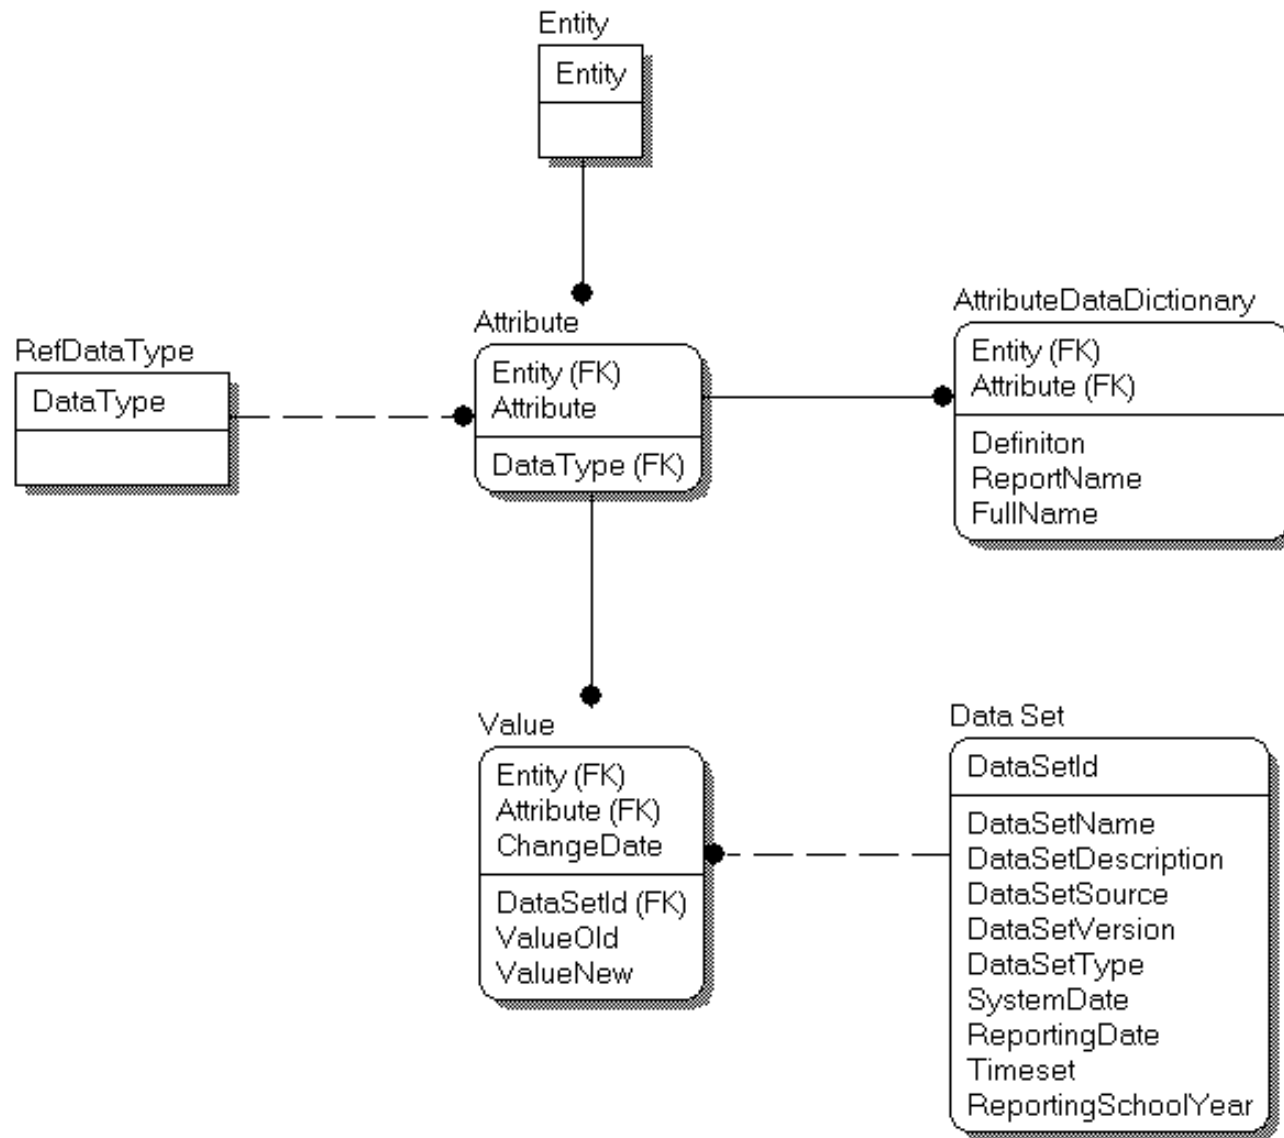 Entity
Entity
Attribute
Entity (FK)
Attribute
DataType (FK)
RefDataType
DataType
AttributeDataDictionary
Entity (FK)
Attribute (FK)
Definiton
ReportName
FullName
Value
Entity (FK)
Attribute (FK)
ChangeDate
DataSetId (FK)
ValueOld
ValueNew
Data Set
DataSetId
DataSetName
DataSetDescription
DataSetSource
DataSetVersion
DataSetType
SystemDate
ReportingDate
Timeset
ReportingSchoolYear